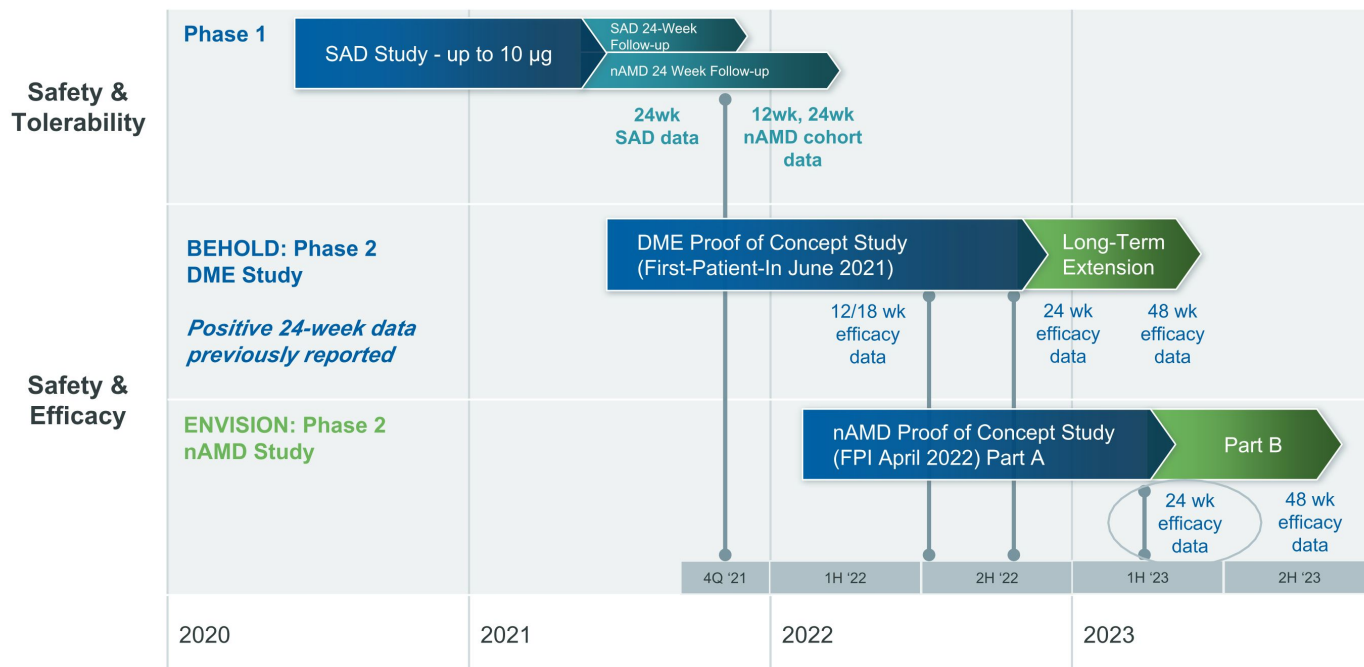 Safety &
Tolerability
Phase 1
SAD Study - up to 10 µg
SAD 24-Week
Follow-up
nAMD 24 Week Follow-up
24wk
SAD data
12wk, 24wk
nAMD cohort
data
Safety &
Efficacy
BEHOLD: Phase 2
DME Study
Positive 24-week data
previously reported
DME Proof of Concept Study
(First-Patient-In June 2021)
Long-Term
Extension
12/18 wk
efficacy
data
24 wk
efficacy
data
48 wk
efficacy
data
ENVISION: Phase 2
nAMD Study
nAMD Proof of Concept Study
(FPI April 2022) Part A
Part B
24 wk
efficacy
data
48 wk
efficacy
data
4Q ‘21
1H ‘22
2H ‘22
1H ‘23
2H ‘23
2020
2021
2022
2023